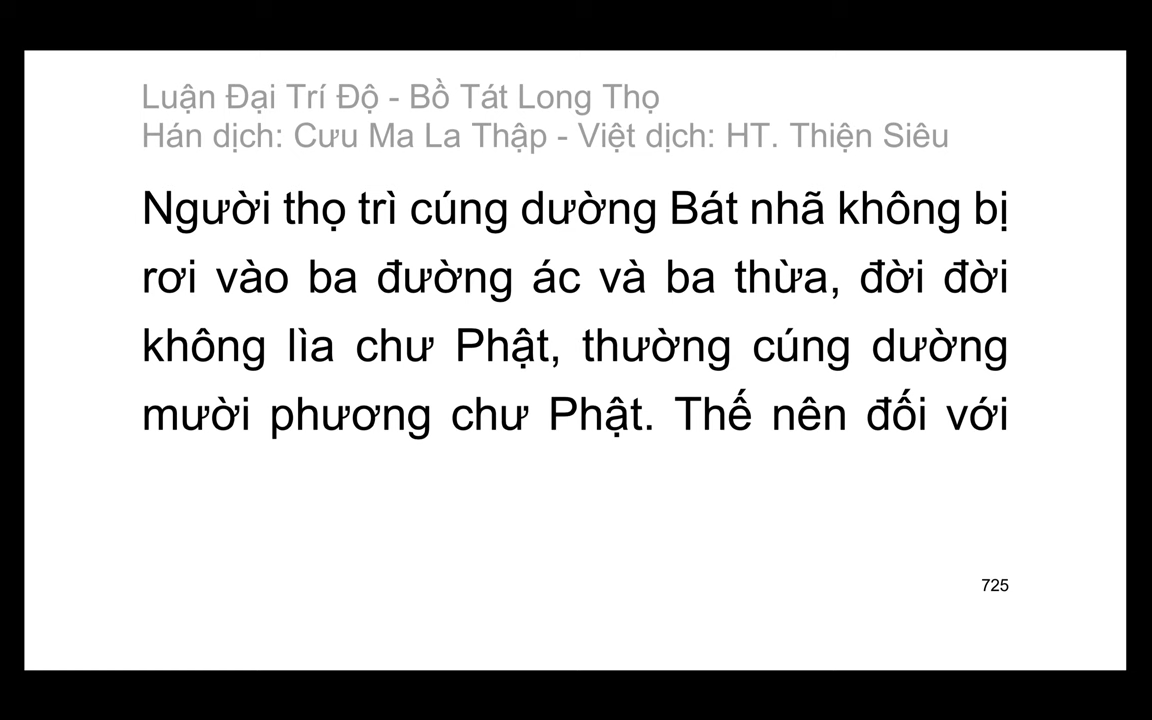 Luận Đại Trí Độ - Bồ Tát Long Thọ
Hán dịch: Cưu Ma La Thập - Việt dịch: HT. Thiện Siêu
Người thọ trì cúng dường Bát nhã không bị
rơi vào ba đường ác và ba thừa, đời đời
không lìa chư Phật, thường cúng dường
mười phương chư Phật. Thế nên đối với
725